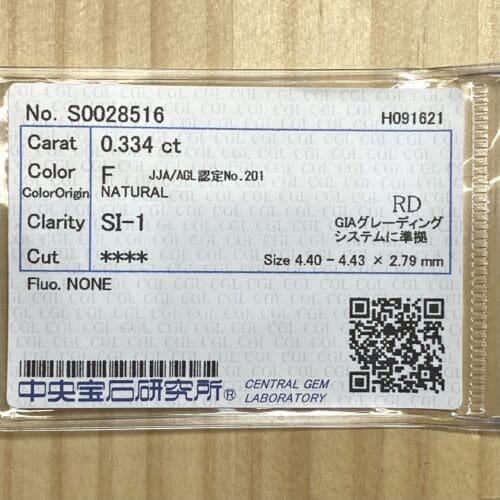 No. S0028516 H091621
Carat 0.334 ct
Color F JJA/AGL認定No.201
ColorOrigin NATURAL
RD
Clarity SI-1 GIAグレーディング
システムに準拠
Cut **** Size 4.40 - 4.43 × 2.79 mm
Fluo. NONE
中央宝石研究所® CENTRAL GEM
LABORATORY